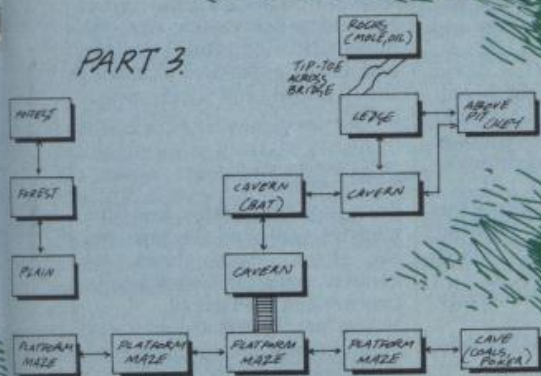 PART 3.
ROCKS
(MOLE, OIL)
TIP-TOE
ACROSS
BRIDGE
LEDGE
ABOVE
PIT
(KEY
FOREST
FOREST
PLAIN
CAVERN
(BAT)
CAVERN
CAVERN
PLATFORM
MAZE
PLATFORM
MAZE
PLATFORM
MAZE
PLATFORM
MAZE
CAVE
(COALS,
POKER)